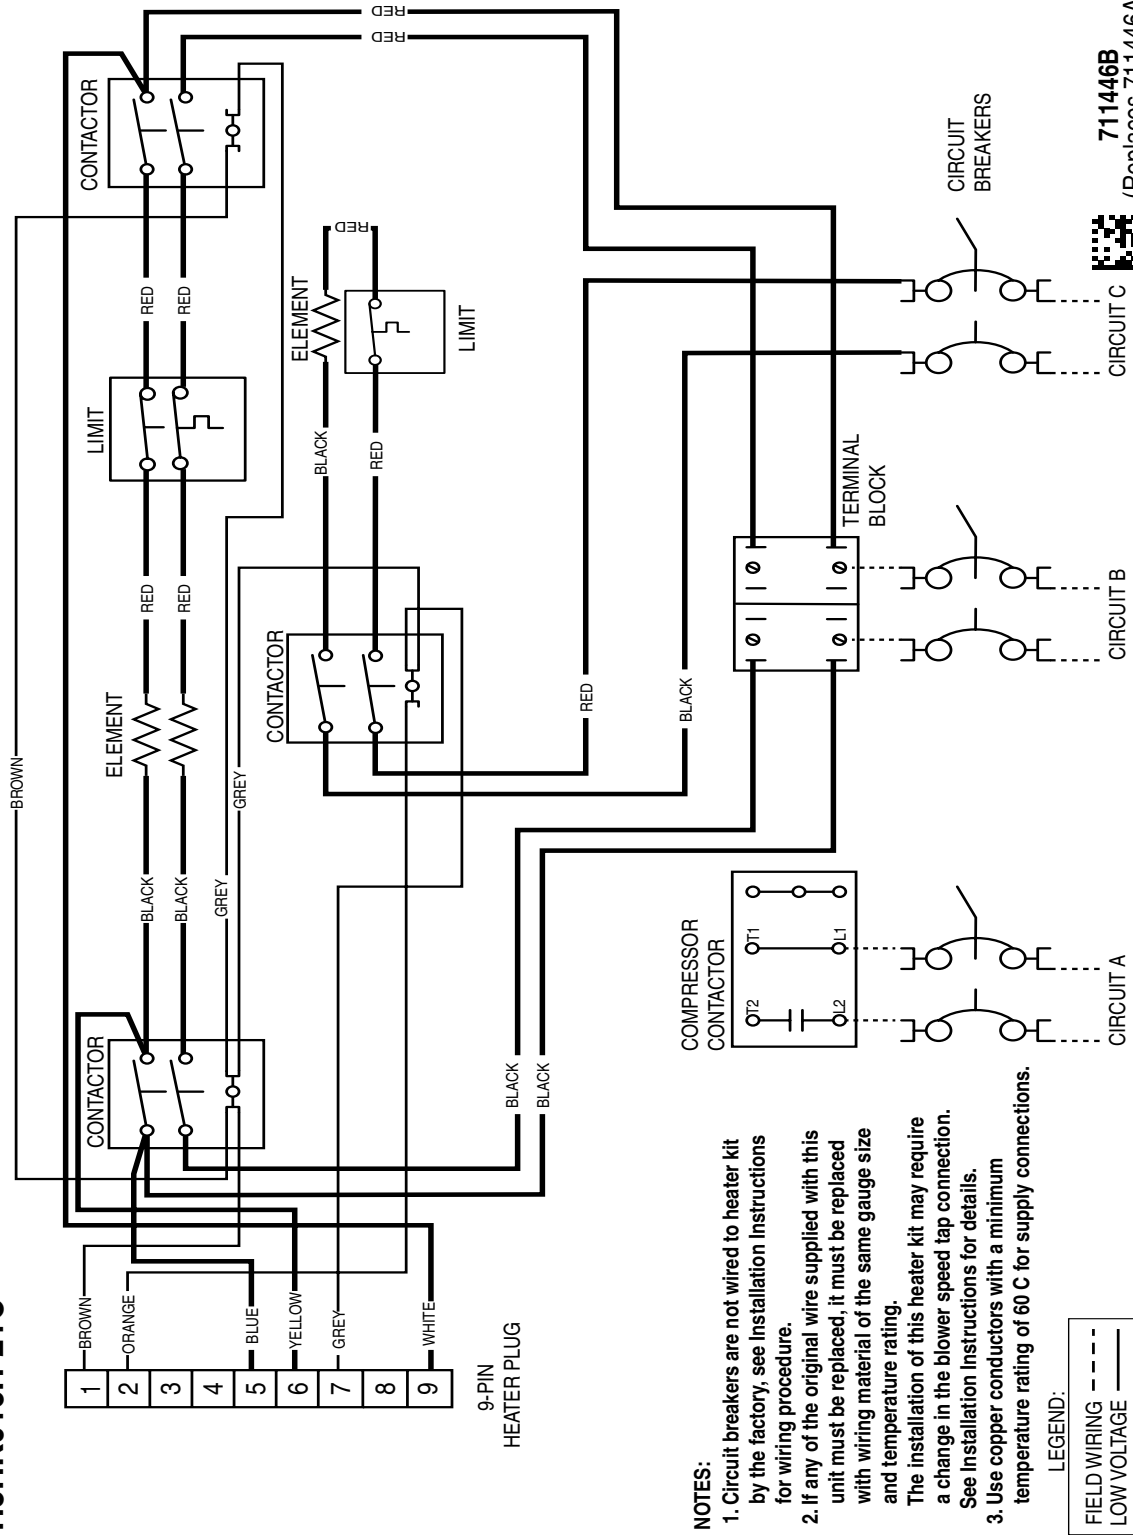 RED
RED
CONTACTOR
RED
RED
LIMIT
RED
RED
ELEMENT
BLACK
BLACK
CONTACTOR
BROWN
GREY
GREY
RED
ELEMENT
LIMIT
BLACK
RED
CONTACTOR
RED
BLACK
BLACK
BLACK
BROWN
ORANGE
BLUE
YELLOW
GREY
WHITE
1
2
3
4
5
6
7
8
9
9-PIN
HEATER PLUG
TERMINAL
BLOCK
COMPRESSOR
CONTACTOR
T2
T1
L2
L1
CIRCUIT A
CIRCUIT B
CIRCUIT C
CIRCUIT
BREAKERS
NOTES:
1. Circuit breakers are not wired to heater kit
by the factory, see Installation Instructions
for wiring procedure.
2. If any of the original wire supplied with this
unit must be replaced, it must be replaced
with wiring material of the same gauge size
and temperature rating.
The installation of this heater kit may require
a change in the blower speed tap connection.
See Installation Instructions for details.
3. Use copper conductors with a minimum
temperature rating of 60 C for supply connections.
LEGEND:
FIELD WIRING
LOW VOLTAGE
711446B